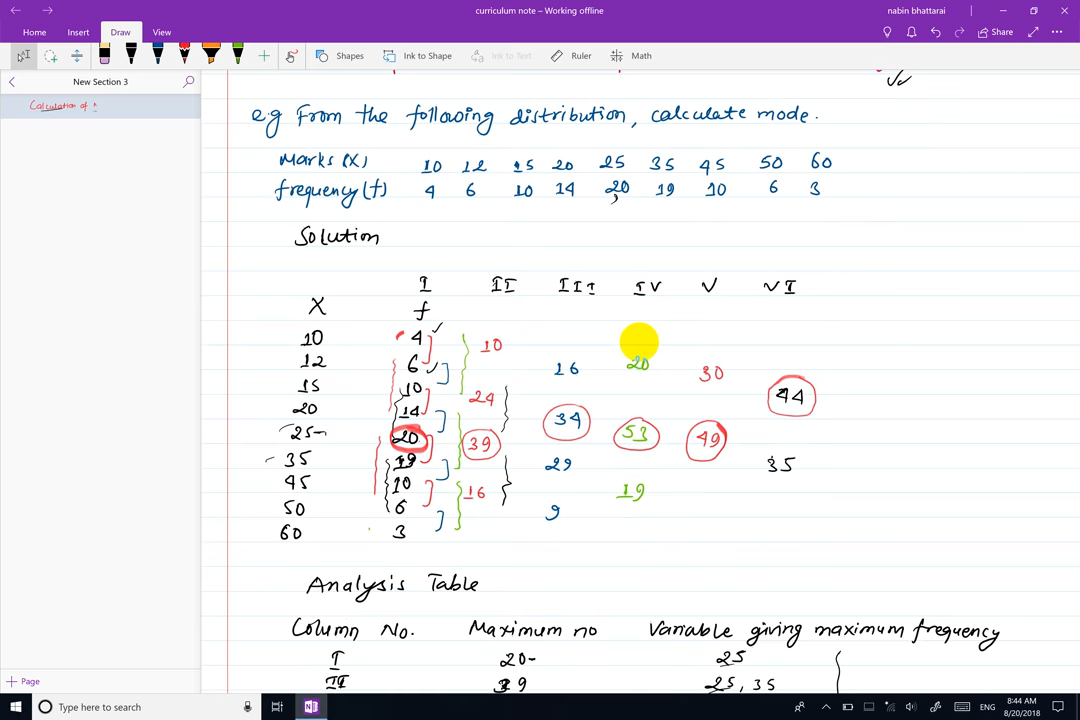 curriculum note – Working offline
nabin bhattarai
Home Insert Draw View
Share
Shapes Ink to Shape Ink to Text Ruler Math
New Section 3
Calculation of
e.g From the following distribution, calculate mode.
Marks (X) 10 12 15 20 25 35 45 50 60
frequency (f) 4 6 10 14 20 19 10 6 3
Solution
I II III IV V VI
X f
10 4 10
12 6 16 20 30
15 10 24 44
20 14 34
25 20 39 53 49
35 19 29 35
45 10 16 19
50 6 9
60 3
Analysis Table
Column No. Maximum no Variable giving maximum frequency
I 20 25
II 39 25, 35
Page
Type here to search
ENG
8:44 AM
8/20/2018